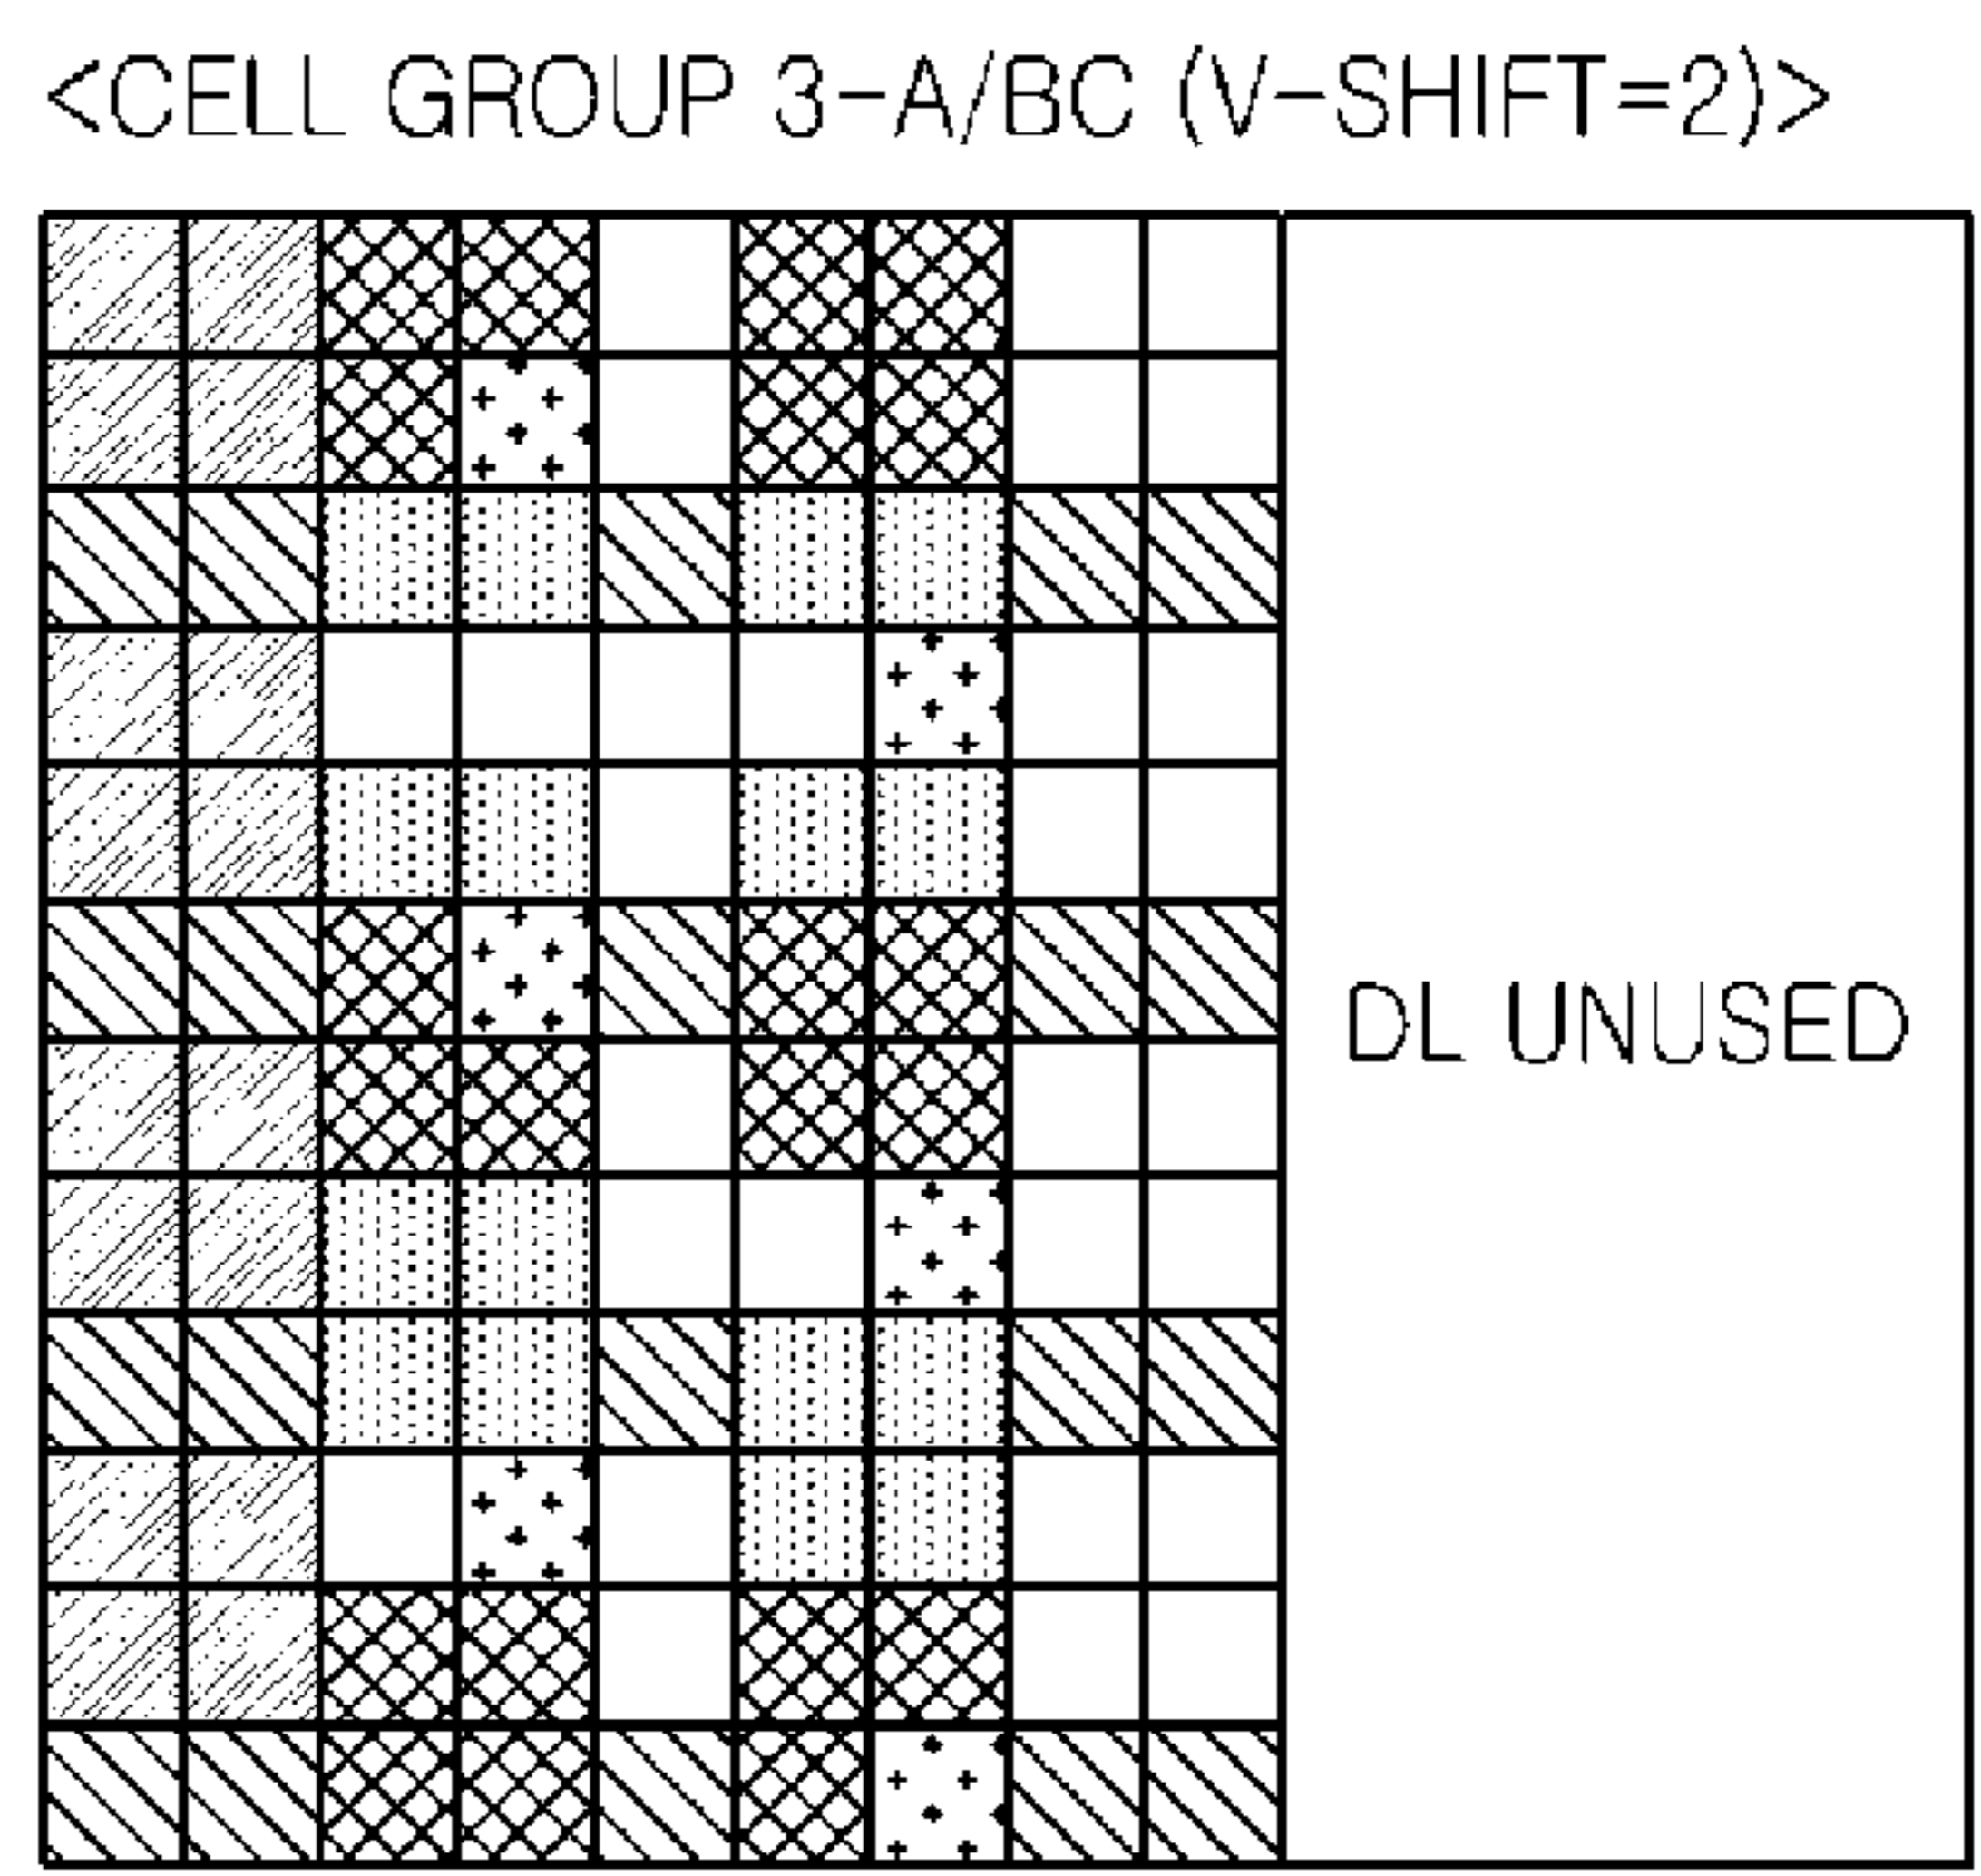 <CELL GROUP 3-A/BC (V-SHIFT=2)>
DL UNUSED